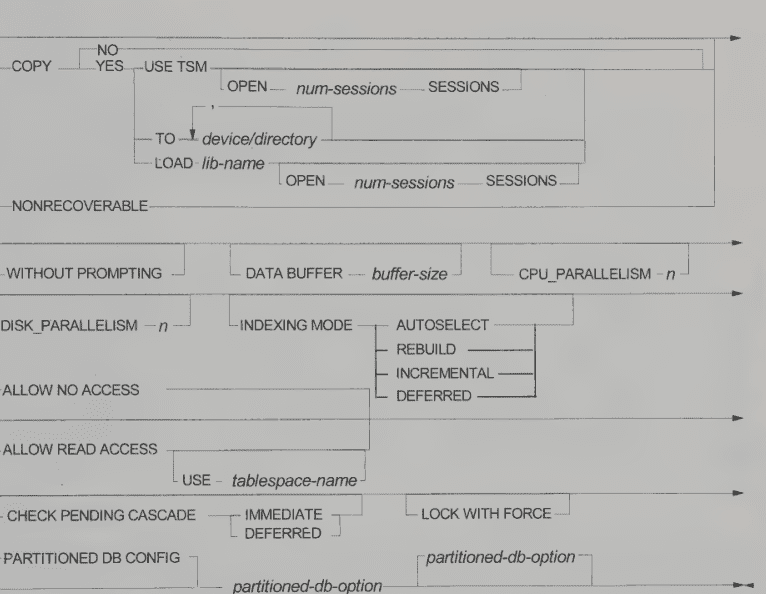 NO
COPY YES USE TSM
OPEN num-sessions SESSIONS
,
TO device/directory
LOAD lib-name
OPEN num-sessions SESSIONS
NONRECOVERABLE
WITHOUT PROMPTING DATA BUFFER buffer-size CPU_PARALLELISM n
DISK_PARALLELISM n INDEXING MODE AUTOSELECT
REBUILD
INCREMENTAL
DEFERRED
ALLOW NO ACCESS
ALLOW READ ACCESS
USE tablespace-name
CHECK PENDING CASCADE IMMEDIATE LOCK WITH FORCE
DEFERRED
PARTITIONED DB CONFIG partitioned-db-option
partitioned-db-option